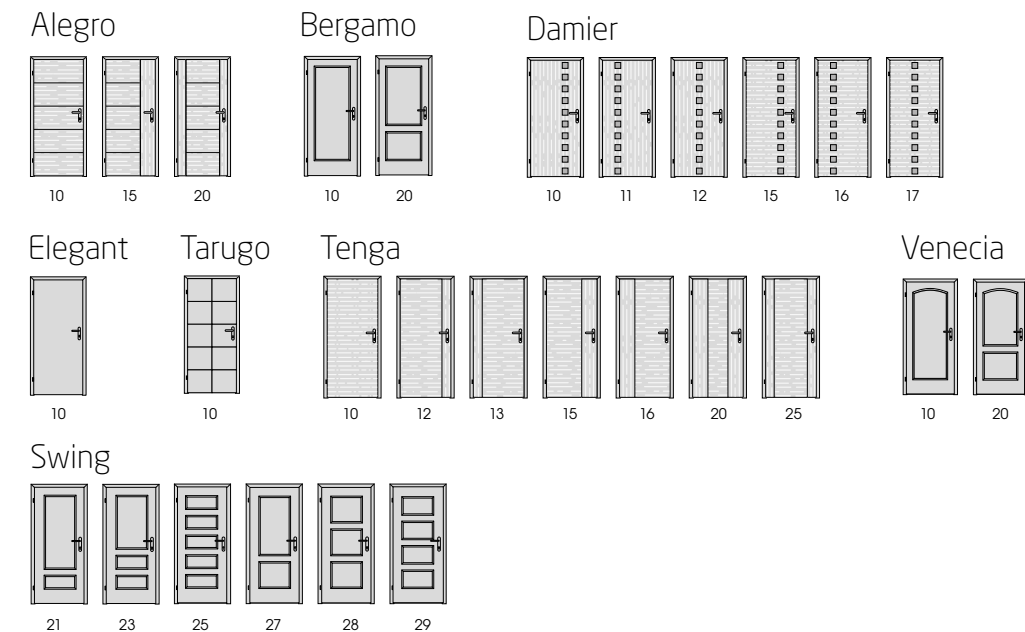 Alegro
10 15 20
Bergamo
10 20
Damier
10 11 12 15 16 17
Elegant
10
Tarugo
10
Tenga
10 12 13 15 16 20 25
Venecia
10 20
Swing
21 23 25 27 28 29